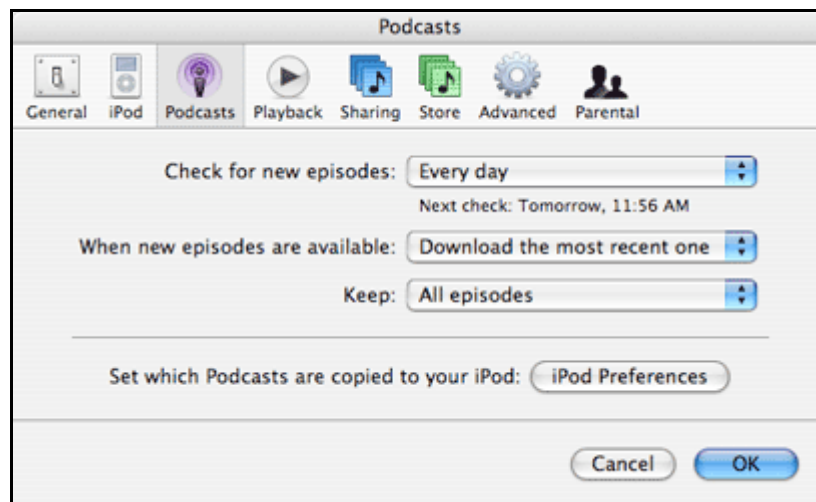 Podcasts
General iPod Podcasts Playback Sharing Store Advanced Parental
Check for new episodes: Every day
Next check: Tomorrow, 11:56 AM
When new episodes are available: Download the most recent one
Keep: All episodes
Set which Podcasts are copied to your iPod: iPod Preferences
Cancel OK